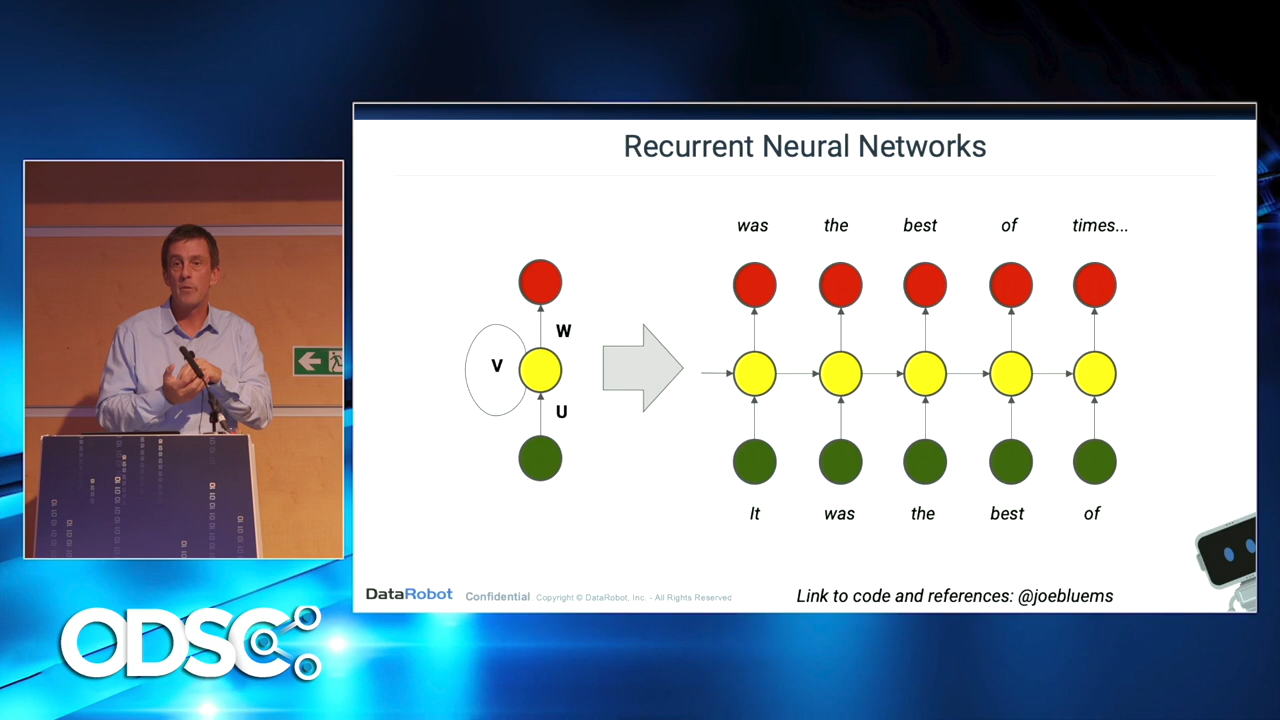 Recurrent Neural Networks
was the best of times...
W
V
U
It was the best of
DataRobot Confidential Copyright © DataRobot, Inc. - All Rights Reserved
Link to code and references: @joebluems
ODSC